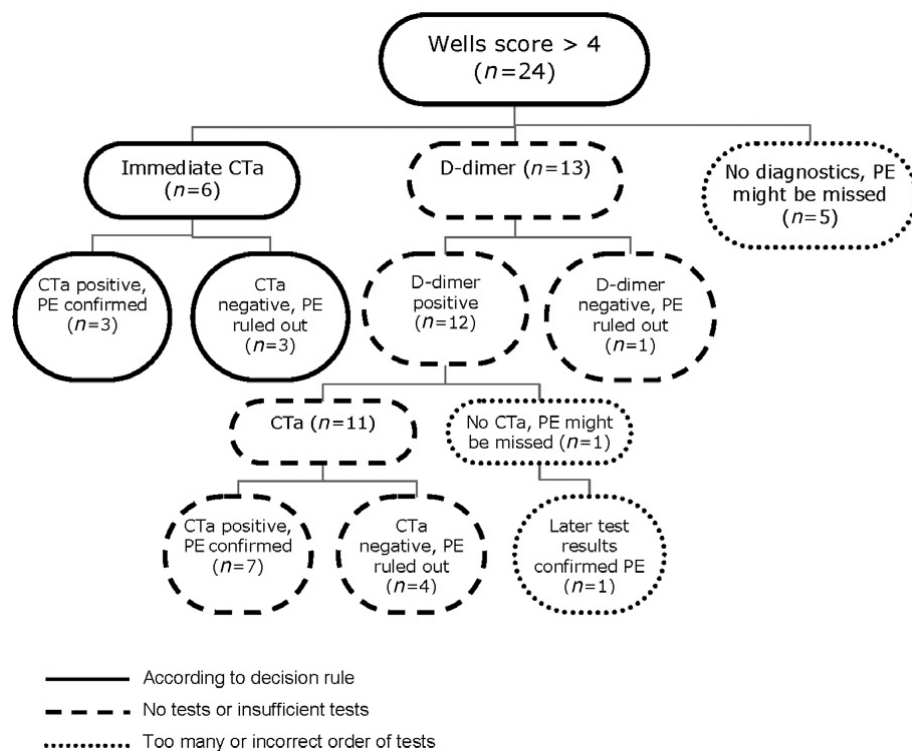 Wells score > 4
(n=24)
Immediate CTa
(n=6)
D-dimer (n=13)
No diagnostics, PE
might be missed
(n=5)
CTa positive,
PE confirmed
(n=3)
CTa
negative, PE
ruled out
(n=3)
D-dimer
positive
(n=12)
D-dimer
negative, PE
ruled out
(n=1)
CTa (n=11)
No CTa, PE might
be missed (n=1)
CTa positive,
PE confirmed
(n=7)
CTa
negative, PE
ruled out
(n=4)
Later test
results
confirmed PE
(n=1)
According to decision rule
No tests or insufficient tests
Too many or incorrect order of tests